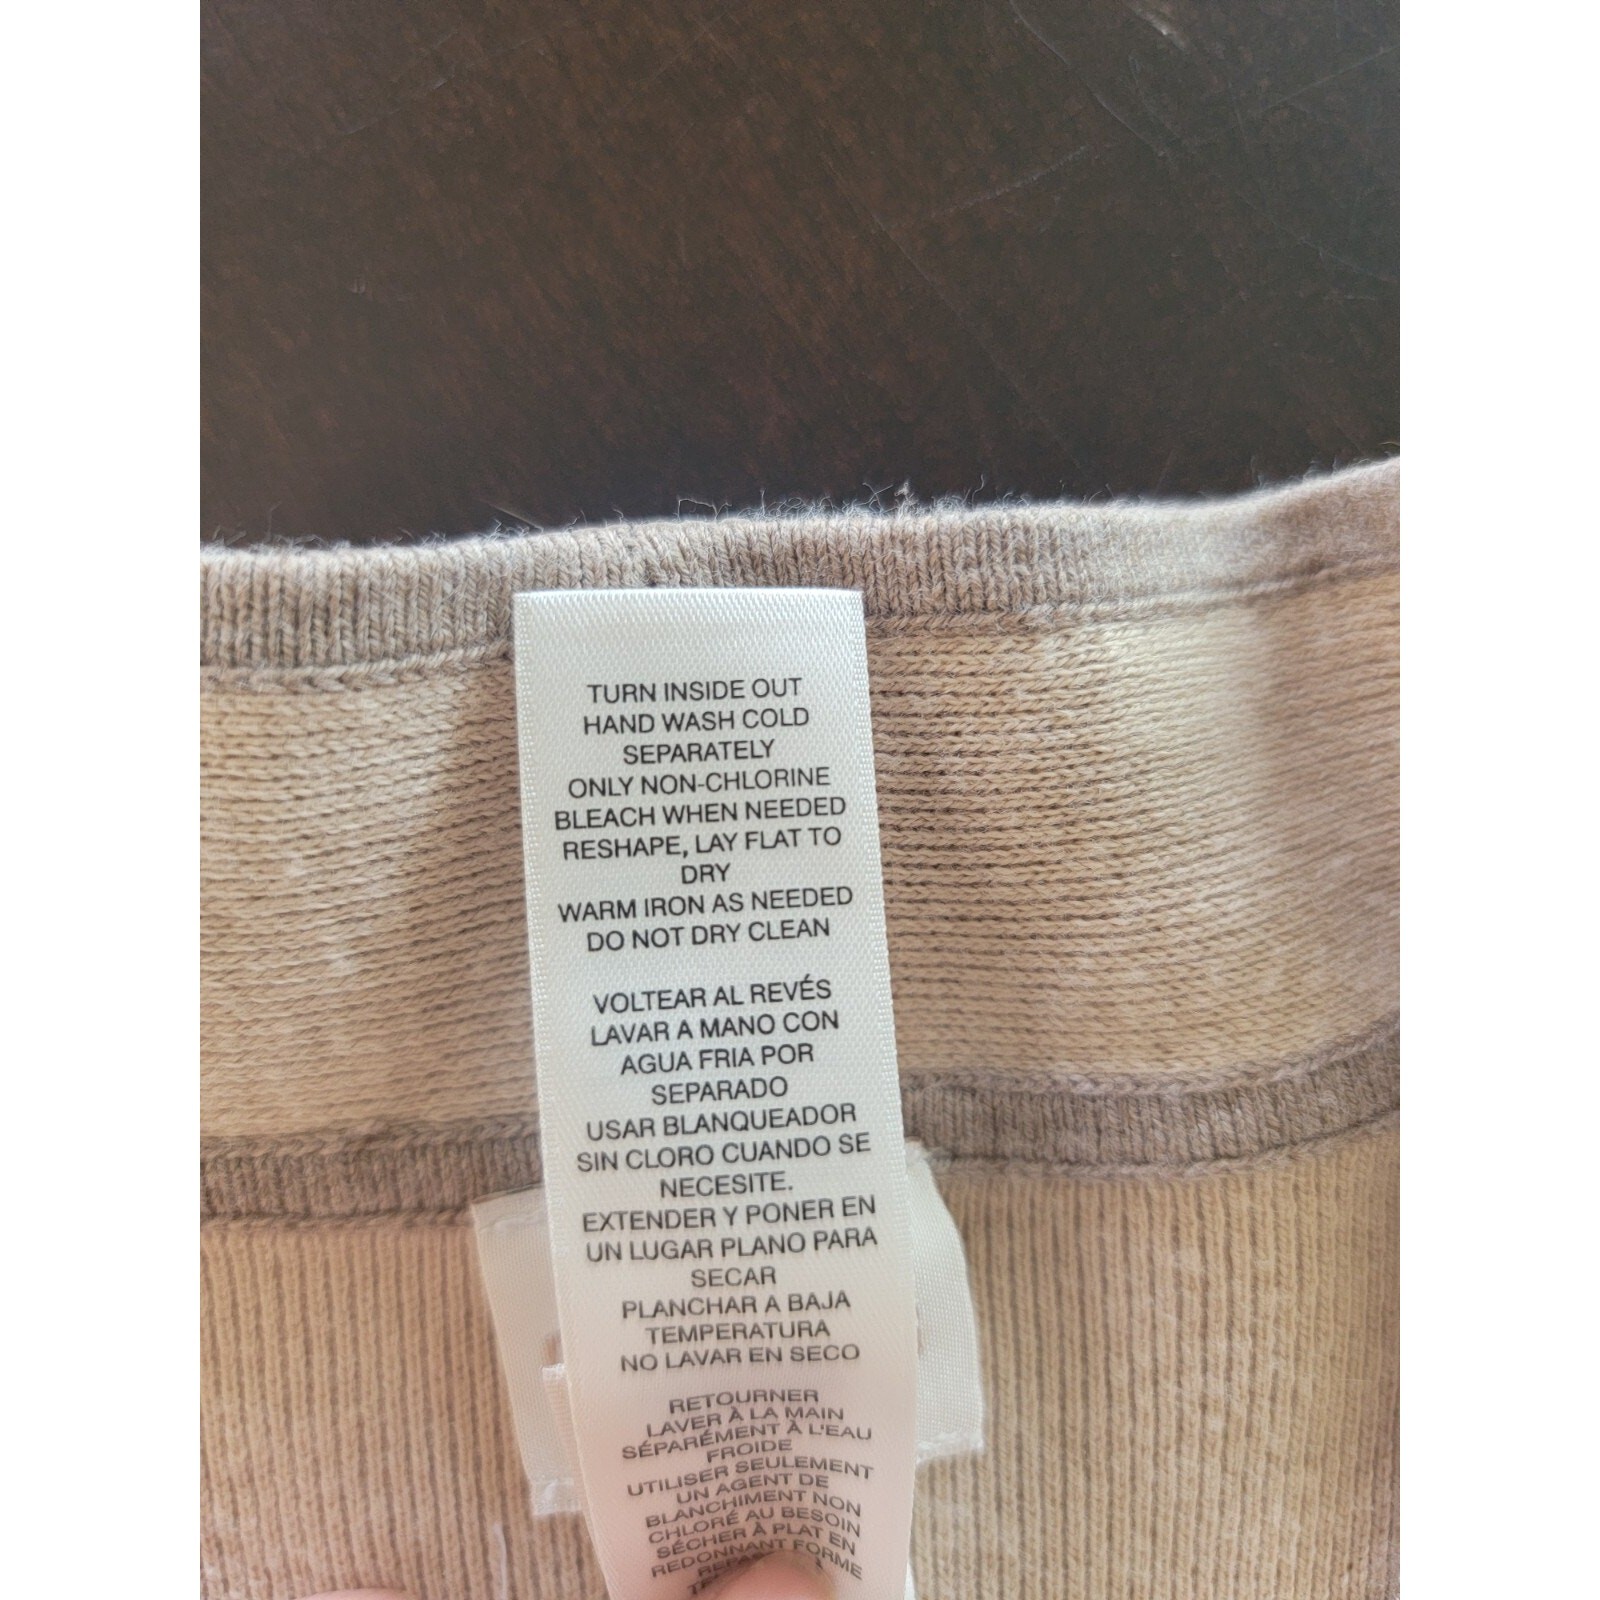 TURN INSIDE OUT
HAND WASH COLD
SEPARATELY
ONLY NON-CHLORINE
BLEACH WHEN NEEDED
RESHAPE, LAY FLAT TO
DRY
WARM IRON AS NEEDED
DO NOT DRY CLEAN
VOLTEAR AL REVÉS
LAVAR A MANO CON
AGUA FRIA POR
SEPARADO
USAR BLANQUEADOR
SIN CLORO CUANDO SE
NECESITE.
EXTENDER Y PONER EN
UN LUGAR PLANO PARA
SECAR
PLANCHAR A BAJA
TEMPERATURA
NO LAVAR EN SECO
RETOURNER
LAVER À LA MAIN
SÉPARÉMENT À L'EAU
FROIDE
UTILISER SEULEMENT
UN AGENT DE
BLANCHIMENT NON
CHLORÉ AU BESOIN
SÉCHER À PLAT EN
REDONNANT FORME